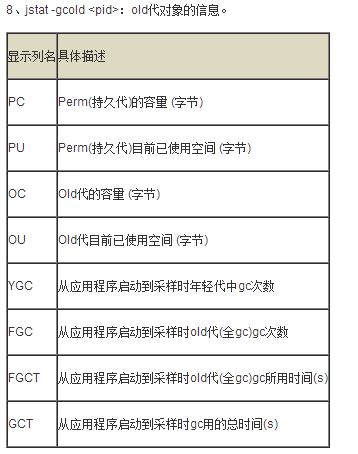 8、jstat -gcold <pid>：old代对象的信息。
显示列名 具体描述
PC Perm(持久代)的容量 (字节)
PU Perm(持久代)目前已使用空间 (字节)
OC Old代的容量 (字节)
OU Old代目前已使用空间 (字节)
YGC 从应用程序启动到采样时年轻代中gc次数
FGC 从应用程序启动到采样时old代(全gc)gc次数
FGCT 从应用程序启动到采样时old代(全gc)gc所用时间(s)
GCT 从应用程序启动到采样时gc用的总时间(s)